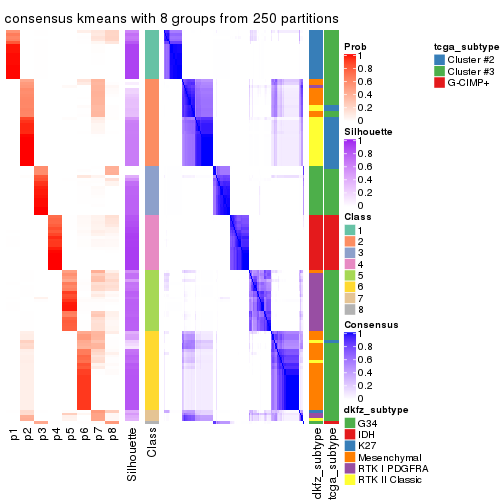 consensus kmeans with 8 groups from 250 partitions
Prob
1
0.8
0.6
0.4
0.2
0
Silhouette
1
0.8
0.6
0.4
0.2
0
Class
1
2
3
4
5
6
7
8
Consensus
1
0.8
0.6
0.4
0.2
0
dkfz_subtype
G34
IDH
K27
Mesenchymal
RTK I PDGFRA
RTK II Classic
tcga_subtype
Cluster #2
Cluster #3
G-CIMP+
p1
p2
p3
p4
p5
p6
p7
p8
Silhouette
Class
dkfz_subtype
tcga_subtype